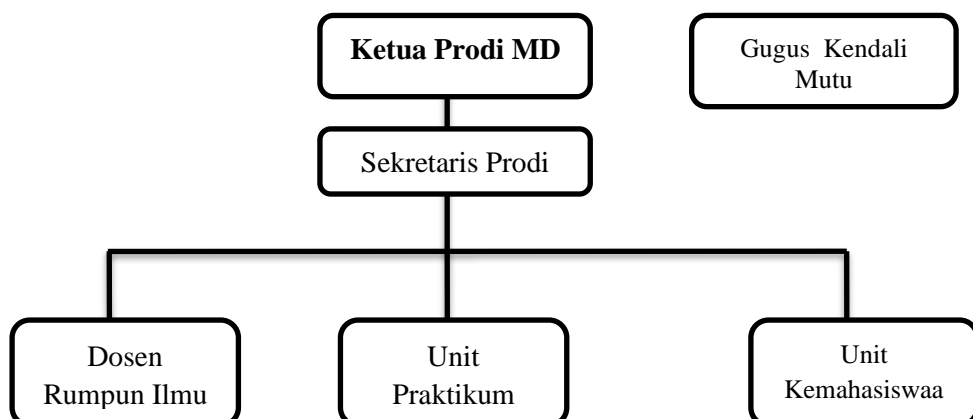 Ketua Prodi MD
Gugus Kendali
Mutu
Sekretaris Prodi
Dosen
Rumpun Ilmu
Unit
Praktikum
Unit
Kemahasiswaa